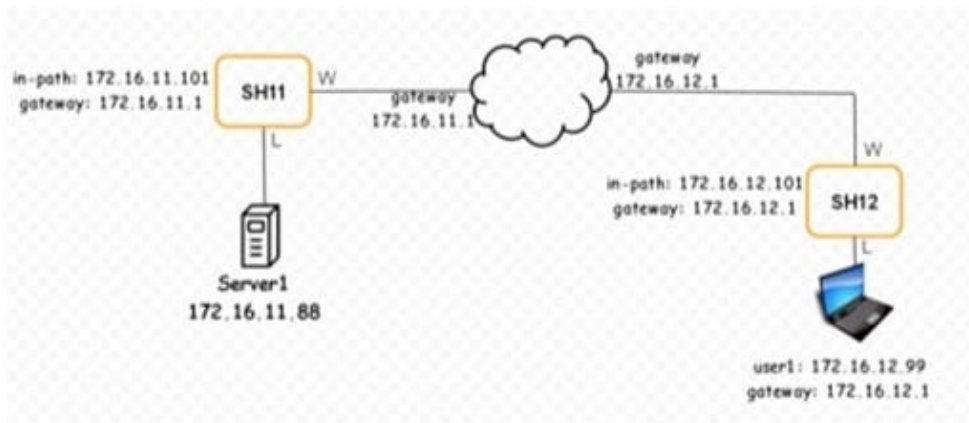 in-path: 172.16.11.101
gateway: 172.16.11.1
SH11
W
L
gateway
172.16.11.1
gateway
172.16.12.1
W
in-path: 172.16.12.101
gateway: 172.16.12.1
SH12
L
Server1
172.16.11.88
user1: 172.16.12.99
gateway: 172.16.12.1